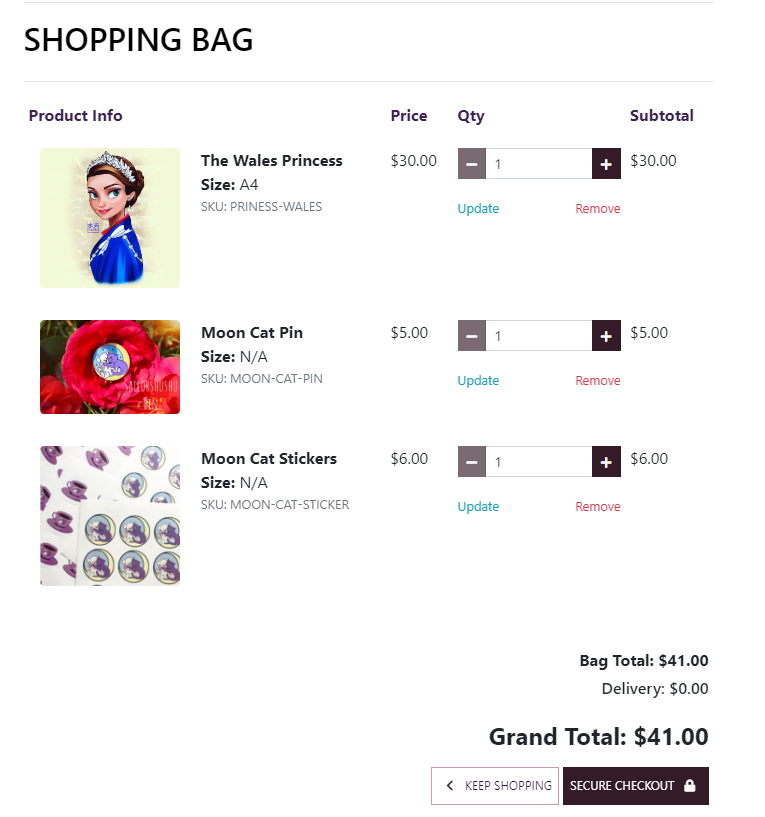 SHOPPING BAG
Product Info Price Qty Subtotal
The Wales Princess $30.00 1 $30.00
Size: A4
SKU: PRINESS-WALES
Update Remove
Moon Cat Pin $5.00 1 $5.00
Size: N/A
SKU: MOON-CAT-PIN
Update Remove
SAILORSHUSHU
Moon Cat Stickers $6.00 1 $6.00
Size: N/A
SKU: MOON-CAT-STICKER
Update Remove
Bag Total: $41.00
Delivery: $0.00
Grand Total: $41.00
KEEP SHOPPING SECURE CHECKOUT